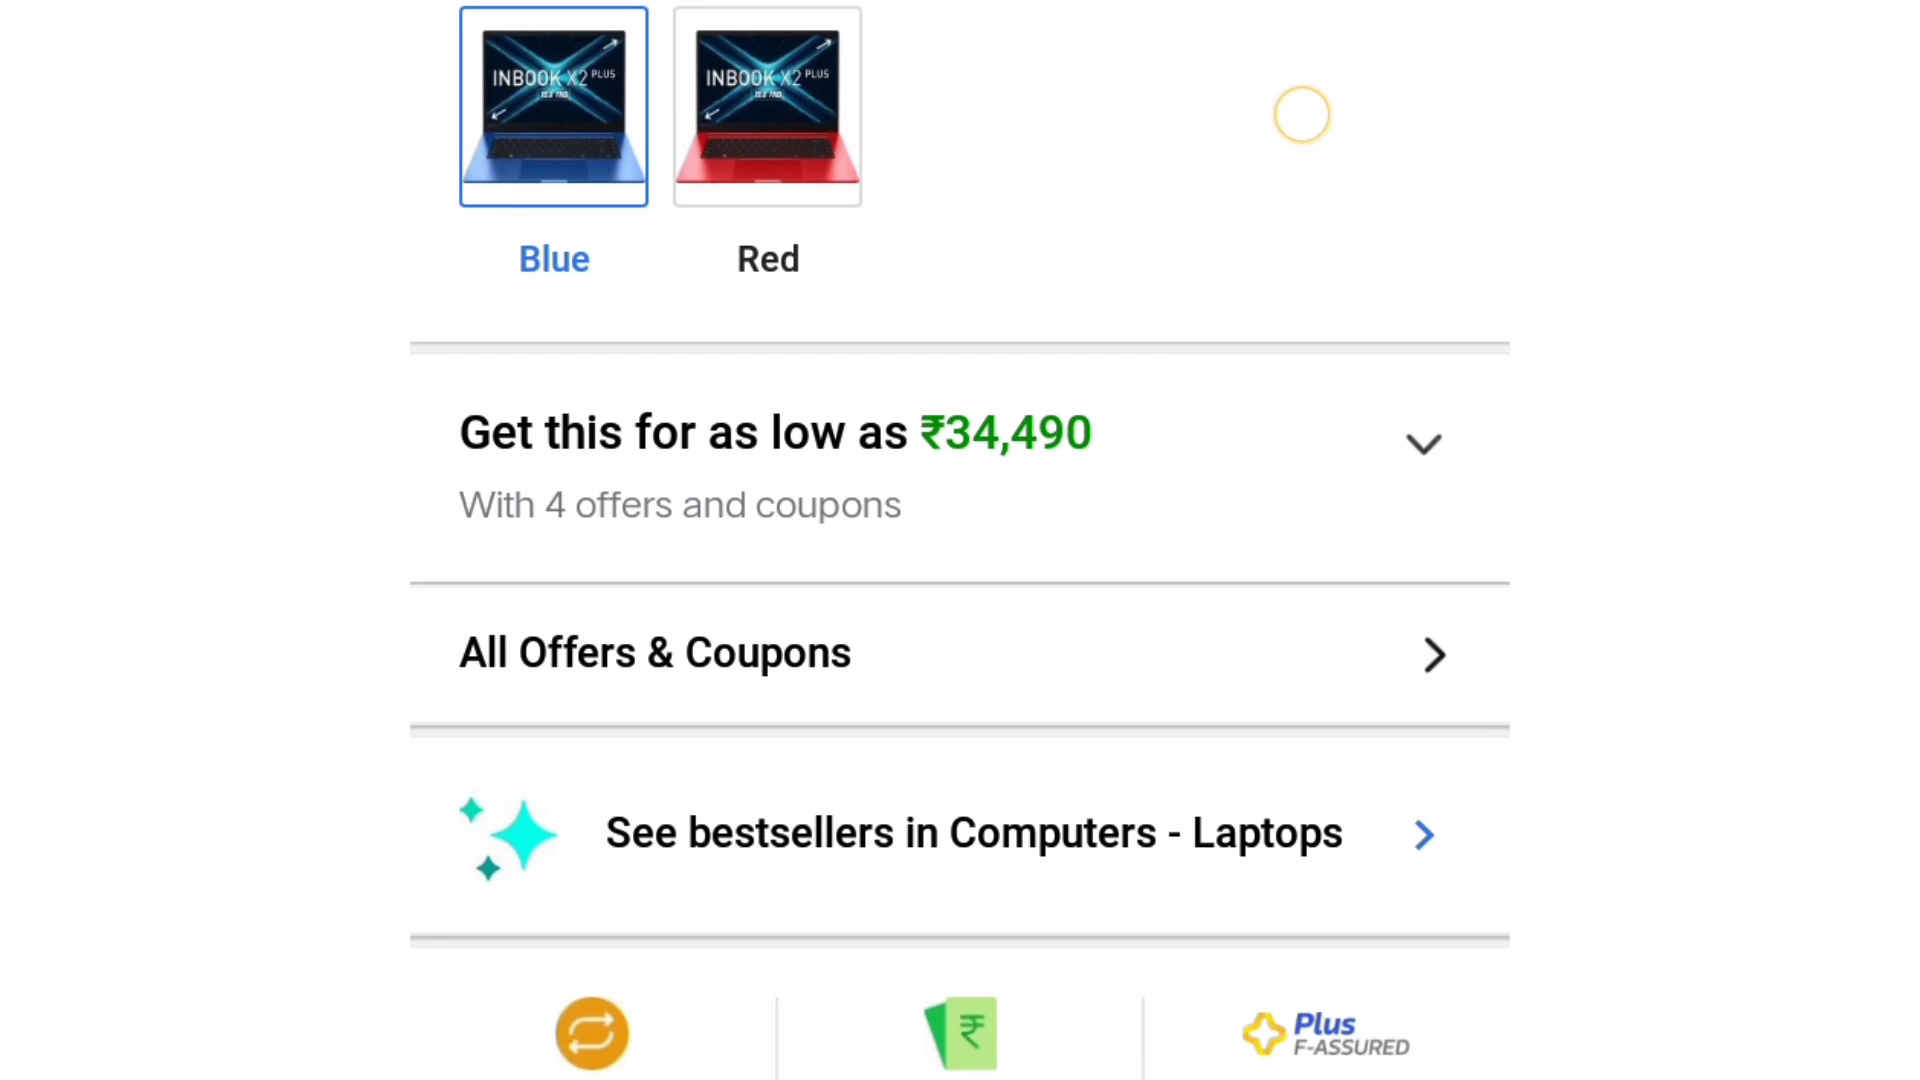 INBOOK X2 PLUS
INBOOK X2 PLUS
Blue
Red
Get this for as low as ₹34,490
With 4 offers and coupons
All Offers & Coupons
See bestsellers in Computers - Laptops
₹
Plus
F-ASSURED